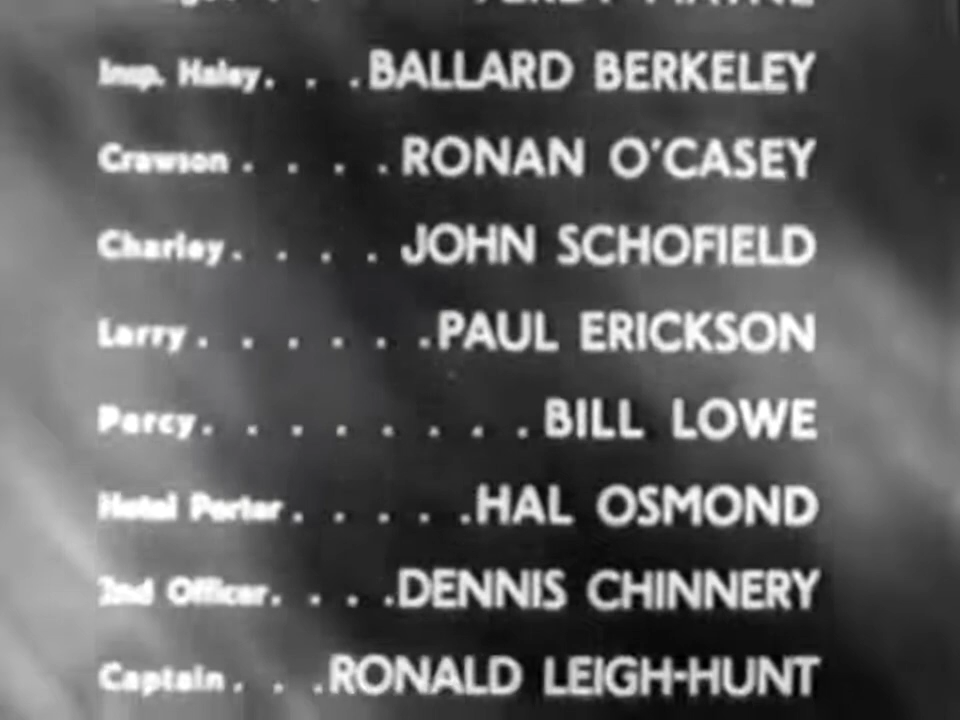 MAYNE
Insp. Haley. . .BALLARD BERKELEY
Crawson . . . .RONAN O'CASEY
Charley. . . . JOHN SCHOFIELD
Larry . . . . . .PAUL ERICKSON
Percy. . . . . . . .BILL LOWE
Hotel Porter . . . . .HAL OSMOND
2nd Officer. . . .DENNIS CHINNERY
Captain . . .RONALD LEIGH-HUNT